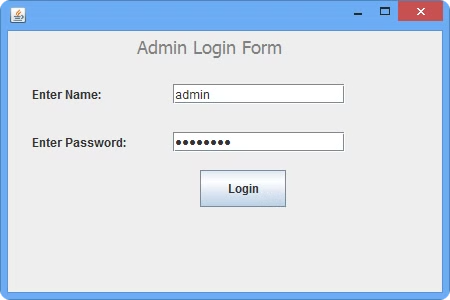 Admin Login Form
Enter Name: admin
Enter Password: ••••••••
Login